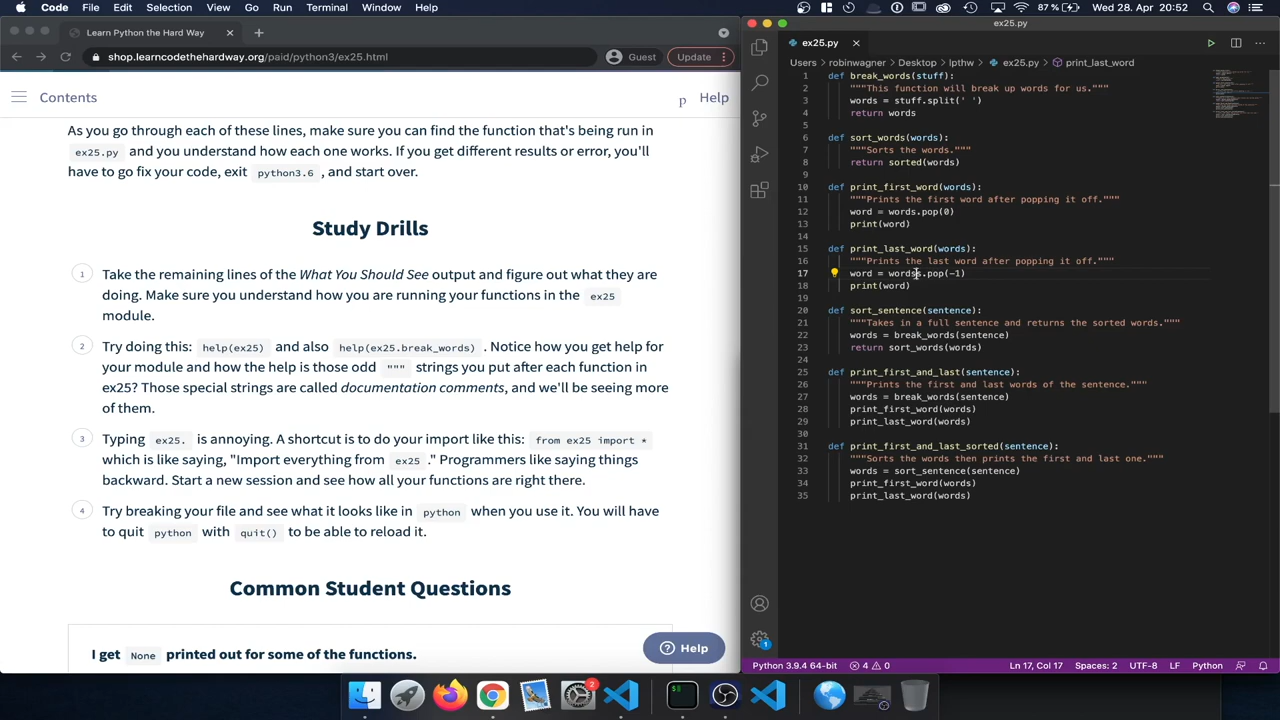 Code File Edit Selection View Go Run Terminal Window Help
87 % Wed 28. Apr 20:52
Learn Python the Hard Way
shop.learncodethehardway.org/paid/python3/ex25.html
Guest
Update
Contents
p Help
As you go through each of these lines, make sure you can find the function that's being run in
ex25.py and you understand how each one works. If you get different results or error, you'll
have to go fix your code, exit python3.6 , and start over.
Study Drills
1 Take the remaining lines of the What You Should See output and figure out what they are
doing. Make sure you understand how you are running your functions in the ex25
module.
2 Try doing this: help(ex25) and also help(ex25.break_words) . Notice how you get help for
your module and how the help is those odd """ strings you put after each function in
ex25? Those special strings are called documentation comments, and we'll be seeing more
of them.
3 Typing ex25. is annoying. A shortcut is to do your import like this: from ex25 import *
which is like saying, "Import everything from ex25 ." Programmers like saying things
backward. Start a new session and see how all your functions are right there.
4 Try breaking your file and see what it looks like in python when you use it. You will have
to quit python with quit() to be able to reload it.
Common Student Questions
I get None printed out for some of the functions.
Help
ex25.py
ex25.py
Users › robinwagner › Desktop › lpthw › ex25.py › print_last_word
1 def break_words(stuff):
2 """This function will break up words for us."""
3 words = stuff.split(' ')
4 return words
5
6 def sort_words(words):
7 """Sorts the words."""
8 return sorted(words)
9
10 def print_first_word(words):
11 """Prints the first word after popping it off."""
12 word = words.pop(0)
13 print(word)
14
15 def print_last_word(words):
16 """Prints the last word after popping it off."""
17 word = words.pop(-1)
18 print(word)
19
20 def sort_sentence(sentence):
21 """Takes in a full sentence and returns the sorted words."""
22 words = break_words(sentence)
23 return sort_words(words)
24
25 def print_first_and_last(sentence):
26 """Prints the first and last words of the sentence."""
27 words = break_words(sentence)
28 print_first_word(words)
29 print_last_word(words)
30
31 def print_first_and_last_sorted(sentence):
32 """Sorts the words then prints the first and last one."""
33 words = sort_sentence(sentence)
34 print_first_word(words)
35 print_last_word(words)
1
Python 3.9.4 64-bit 4 0 Ln 17, Col 17 Spaces: 2 UTF-8 LF Python
2